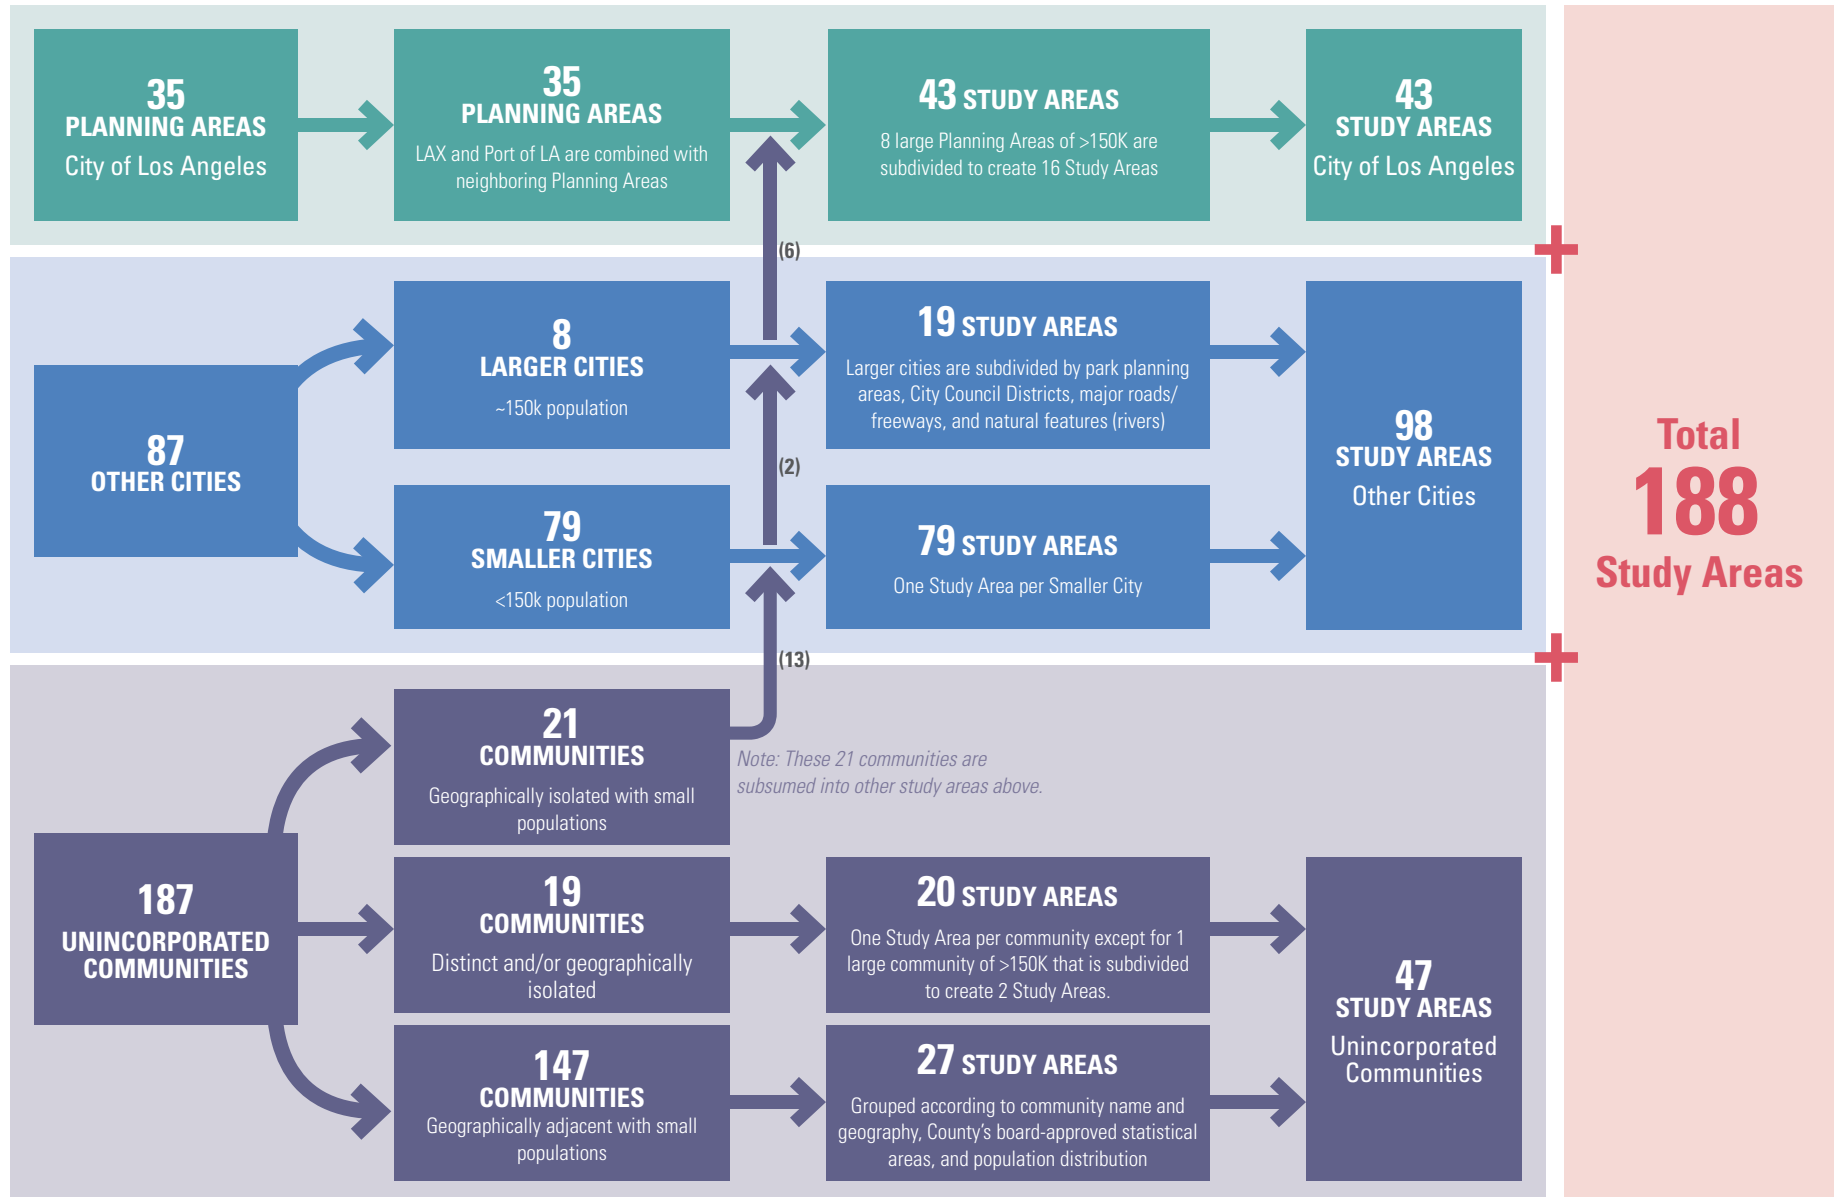 35
PLANNING AREAS
City of Los Angeles
35
PLANNING AREAS
LAX and Port of LA are combined with
neighboring Planning Areas
43 STUDY AREAS
8 large Planning Areas of >150K are
subdivided to create 16 Study Areas
43
STUDY AREAS
City of Los Angeles
(6)
+
87
OTHER CITIES
8
LARGER CITIES
~150k population
19 STUDY AREAS
Larger cities are subdivided by park planning
areas, City Council Districts, major roads/
freeways, and natural features (rivers)
(2)
79
SMALLER CITIES
<150k population
79 STUDY AREAS
One Study Area per Smaller City
98
STUDY AREAS
Other Cities
(13)
+
187
UNINCORPORATED
COMMUNITIES
21
COMMUNITIES
Geographically isolated with small
populations
Note: These 21 communities are
subsumed into other study areas above.
19
COMMUNITIES
Distinct and/or geographically
isolated
20 STUDY AREAS
One Study Area per community except for 1
large community of >150K that is subdivided
to create 2 Study Areas.
147
COMMUNITIES
Geographically adjacent with small
populations
27 STUDY AREAS
Grouped according to community name and
geography, County's board-approved statistical
areas, and population distribution
47
STUDY AREAS
Unincorporated
Communities
Total
188
Study Areas